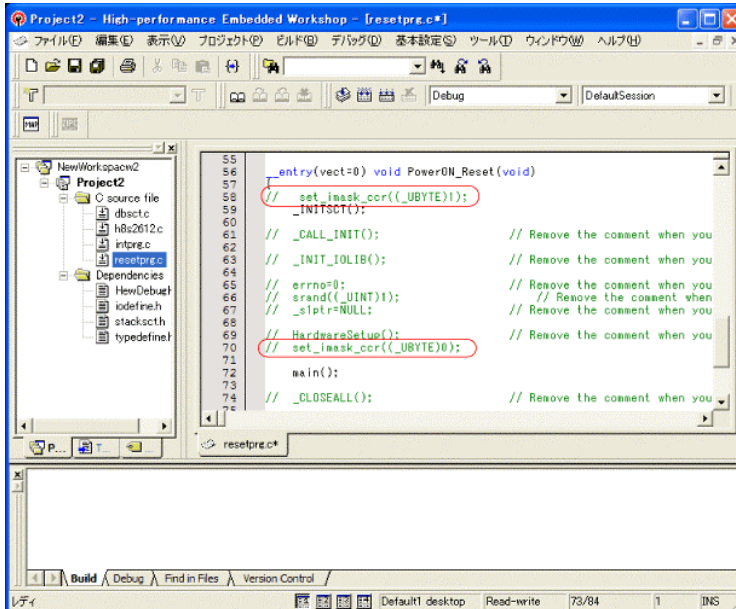 Project2 - High-performance Embedded Workshop - [resetprg.c*]
ファイル(F) 編集(E) 表示(V) プロジェクト(P) ビルド(B) デバッグ(D) 基本設定(S) ツール(T) ウィンドウ(W) ヘルプ(H)
Debug DefaultSession
MAP
NewWorkspacw2
Project2
C source file
dbsct.c
h8s2612.c
intprg.c
resetprg.c
Dependencies
HewDebugH
iodefine.h
stackscth
typedefine.h
P... T...
55
56 __entry(vect=0) void PowerON_Reset(void)
57 {
58 // set_imask_ccr((_UBYTE)1);
59 _INITSCT();
60
61 // _CALL_INIT(); // Remove the comment when you
62
63 // _INIT_IOLIB(); // Remove the comment when you
64
65 // errno=0; // Remove the comment when you
66 // srand((_UINT)1); // Remove the comment when
67 // _s1ptr=NULL; // Remove the comment when you
68
69 // HardwareSetup(); // Remove the comment when you
70 // set_imask_ccr((_UBYTE)0);
71
72 main();
73
74 // _CLOSEALL(); // Remove the comment when you
75
resetprg.c*
Build Debug Find in Files Version Control
レディ Default1 desktop Read-write 73/84 1 INS